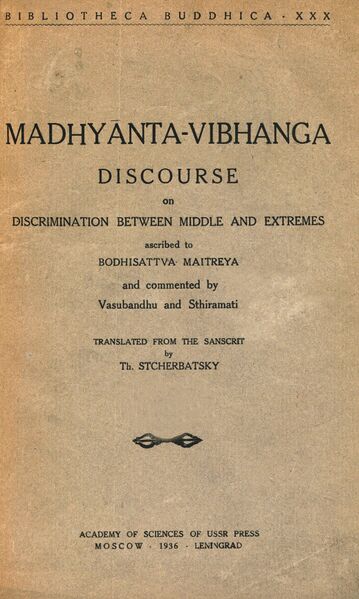 BIBLIOTHECA BUDDHICA · XXX
MADHYĀNTA-VIBHANGA
DISCOURSE
on
DISCRIMINATION BETWEEN MIDDLE AND EXTREMES
ascribed to
BODHISATTVA MAITREYA
and commented by
Vasubandhu and Sthiramati
TRANSLATED FROM THE SANSCRIT
by
Th. STCHERBATSKY
ACADEMY OF SCIENCES OF USSR PRESS
MOSCOW · 1936 · LENINGRAD